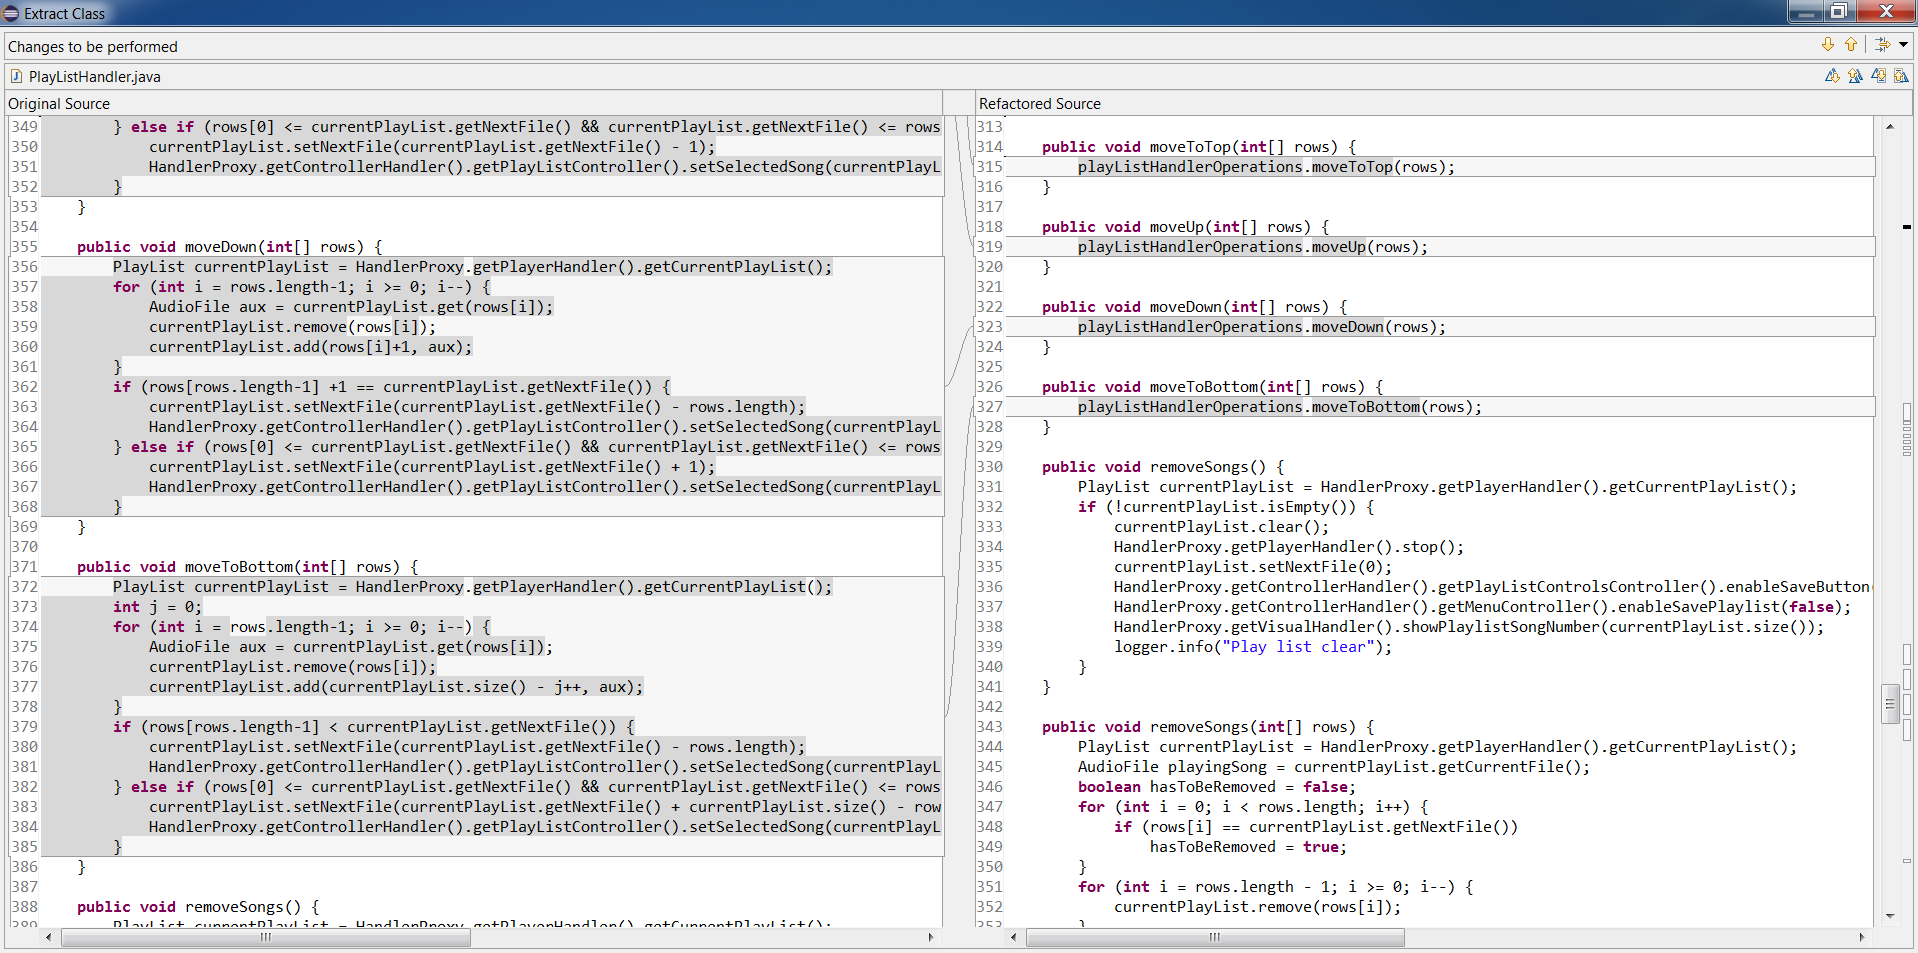 Extract Class
Changes to be performed
PlayListHandler.java
Original Source
349 } else if (rows[0] <= currentPlayList.getNextFile() && currentPlayList.getNextFile() <= rows
350 currentPlayList.setNextFile(currentPlayList.getNextFile() - 1);
351 HandlerProxy.getControllerHandler().getPlayListController().setSelectedSong(currentPlayL
352 }
353 }
354
355 public void moveDown(int[] rows) {
356 PlayList currentPlayList = HandlerProxy.getPlayerHandler().getCurrentPlayList();
357 for (int i = rows.length-1; i >= 0; i--) {
358 AudioFile aux = currentPlayList.get(rows[i]);
359 currentPlayList.remove(rows[i]);
360 currentPlayList.add(rows[i]+1, aux);
361 }
362 if (rows[rows.length-1] +1 == currentPlayList.getNextFile()) {
363 currentPlayList.setNextFile(currentPlayList.getNextFile() - rows.length);
364 HandlerProxy.getControllerHandler().getPlayListController().setSelectedSong(currentPlayL
365 } else if (rows[0] <= currentPlayList.getNextFile() && currentPlayList.getNextFile() <= rows
366 currentPlayList.setNextFile(currentPlayList.getNextFile() + 1);
367 HandlerProxy.getControllerHandler().getPlayListController().setSelectedSong(currentPlayL
368 }
369 }
370
371 public void moveToBottom(int[] rows) {
372 PlayList currentPlayList = HandlerProxy.getPlayerHandler().getCurrentPlayList();
373 int j = 0;
374 for (int i = rows.length-1; i >= 0; i--) {
375 AudioFile aux = currentPlayList.get(rows[i]);
376 currentPlayList.remove(rows[i]);
377 currentPlayList.add(currentPlayList.size() - j++, aux);
378 }
379 if (rows[rows.length-1] < currentPlayList.getNextFile()) {
380 currentPlayList.setNextFile(currentPlayList.getNextFile() - rows.length);
381 HandlerProxy.getControllerHandler().getPlayListController().setSelectedSong(currentPlayL
382 } else if (rows[0] <= currentPlayList.getNextFile() && currentPlayList.getNextFile() <= rows
383 currentPlayList.setNextFile(currentPlayList.getNextFile() + currentPlayList.size() - row
384 HandlerProxy.getControllerHandler().getPlayListController().setSelectedSong(currentPlayL
385 }
386 }
387
388 public void removeSongs() {
389 PlayList currentPlayList = HandlerProxy.getPlayerHandler().getCurrentPlayList();
Refactored Source
313
314 public void moveToTop(int[] rows) {
315 playListHandlerOperations.moveToTop(rows);
316 }
317
318 public void moveUp(int[] rows) {
319 playListHandlerOperations.moveUp(rows);
320 }
321
322 public void moveDown(int[] rows) {
323 playListHandlerOperations.moveDown(rows);
324 }
325
326 public void moveToBottom(int[] rows) {
327 playListHandlerOperations.moveToBottom(rows);
328 }
329
330 public void removeSongs() {
331 PlayList currentPlayList = HandlerProxy.getPlayerHandler().getCurrentPlayList();
332 if (!currentPlayList.isEmpty()) {
333 currentPlayList.clear();
334 HandlerProxy.getPlayerHandler().stop();
335 currentPlayList.setNextFile(0);
336 HandlerProxy.getControllerHandler().getPlayListControlsController().enableSaveButton(
337 HandlerProxy.getControllerHandler().getMenuController().enableSavePlaylist(false);
338 HandlerProxy.getVisualHandler().showPlaylistSongNumber(currentPlayList.size());
339 logger.info("Play list clear");
340 }
341 }
342
343 public void removeSongs(int[] rows) {
344 PlayList currentPlayList = HandlerProxy.getPlayerHandler().getCurrentPlayList();
345 AudioFile playingSong = currentPlayList.getCurrentFile();
346 boolean hasToBeRemoved = false;
347 for (int i = 0; i < rows.length; i++) {
348 if (rows[i] == currentPlayList.getNextFile())
349 hasToBeRemoved = true;
350 }
351 for (int i = rows.length - 1; i >= 0; i--) {
352 currentPlayList.remove(rows[i]);
353 }